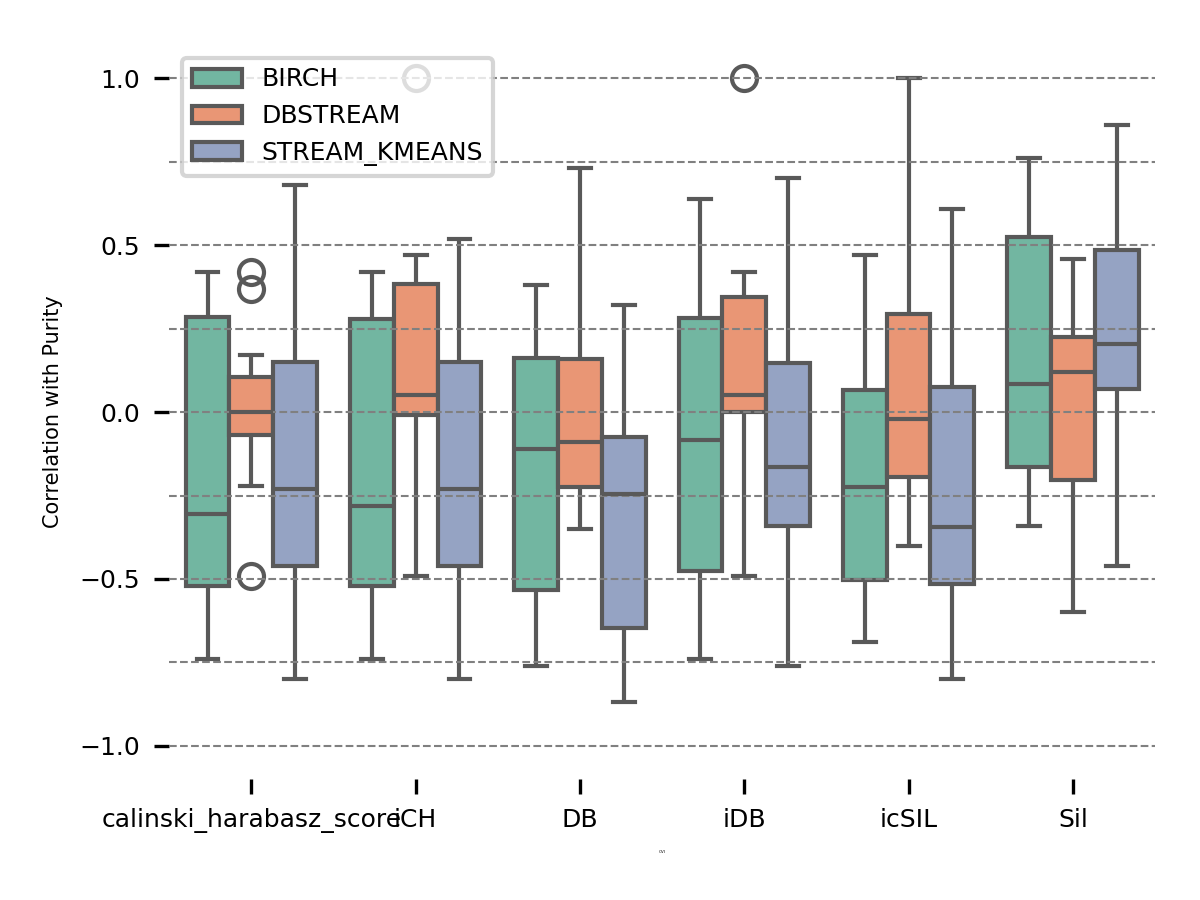 BIRCH
DBSTREAM
STREAM_KMEANS
1.0
0.5
0.0
−0.5
−1.0
Correlation with Purity
calinski_harabasz_score iCH DB iDB icSIL Sil